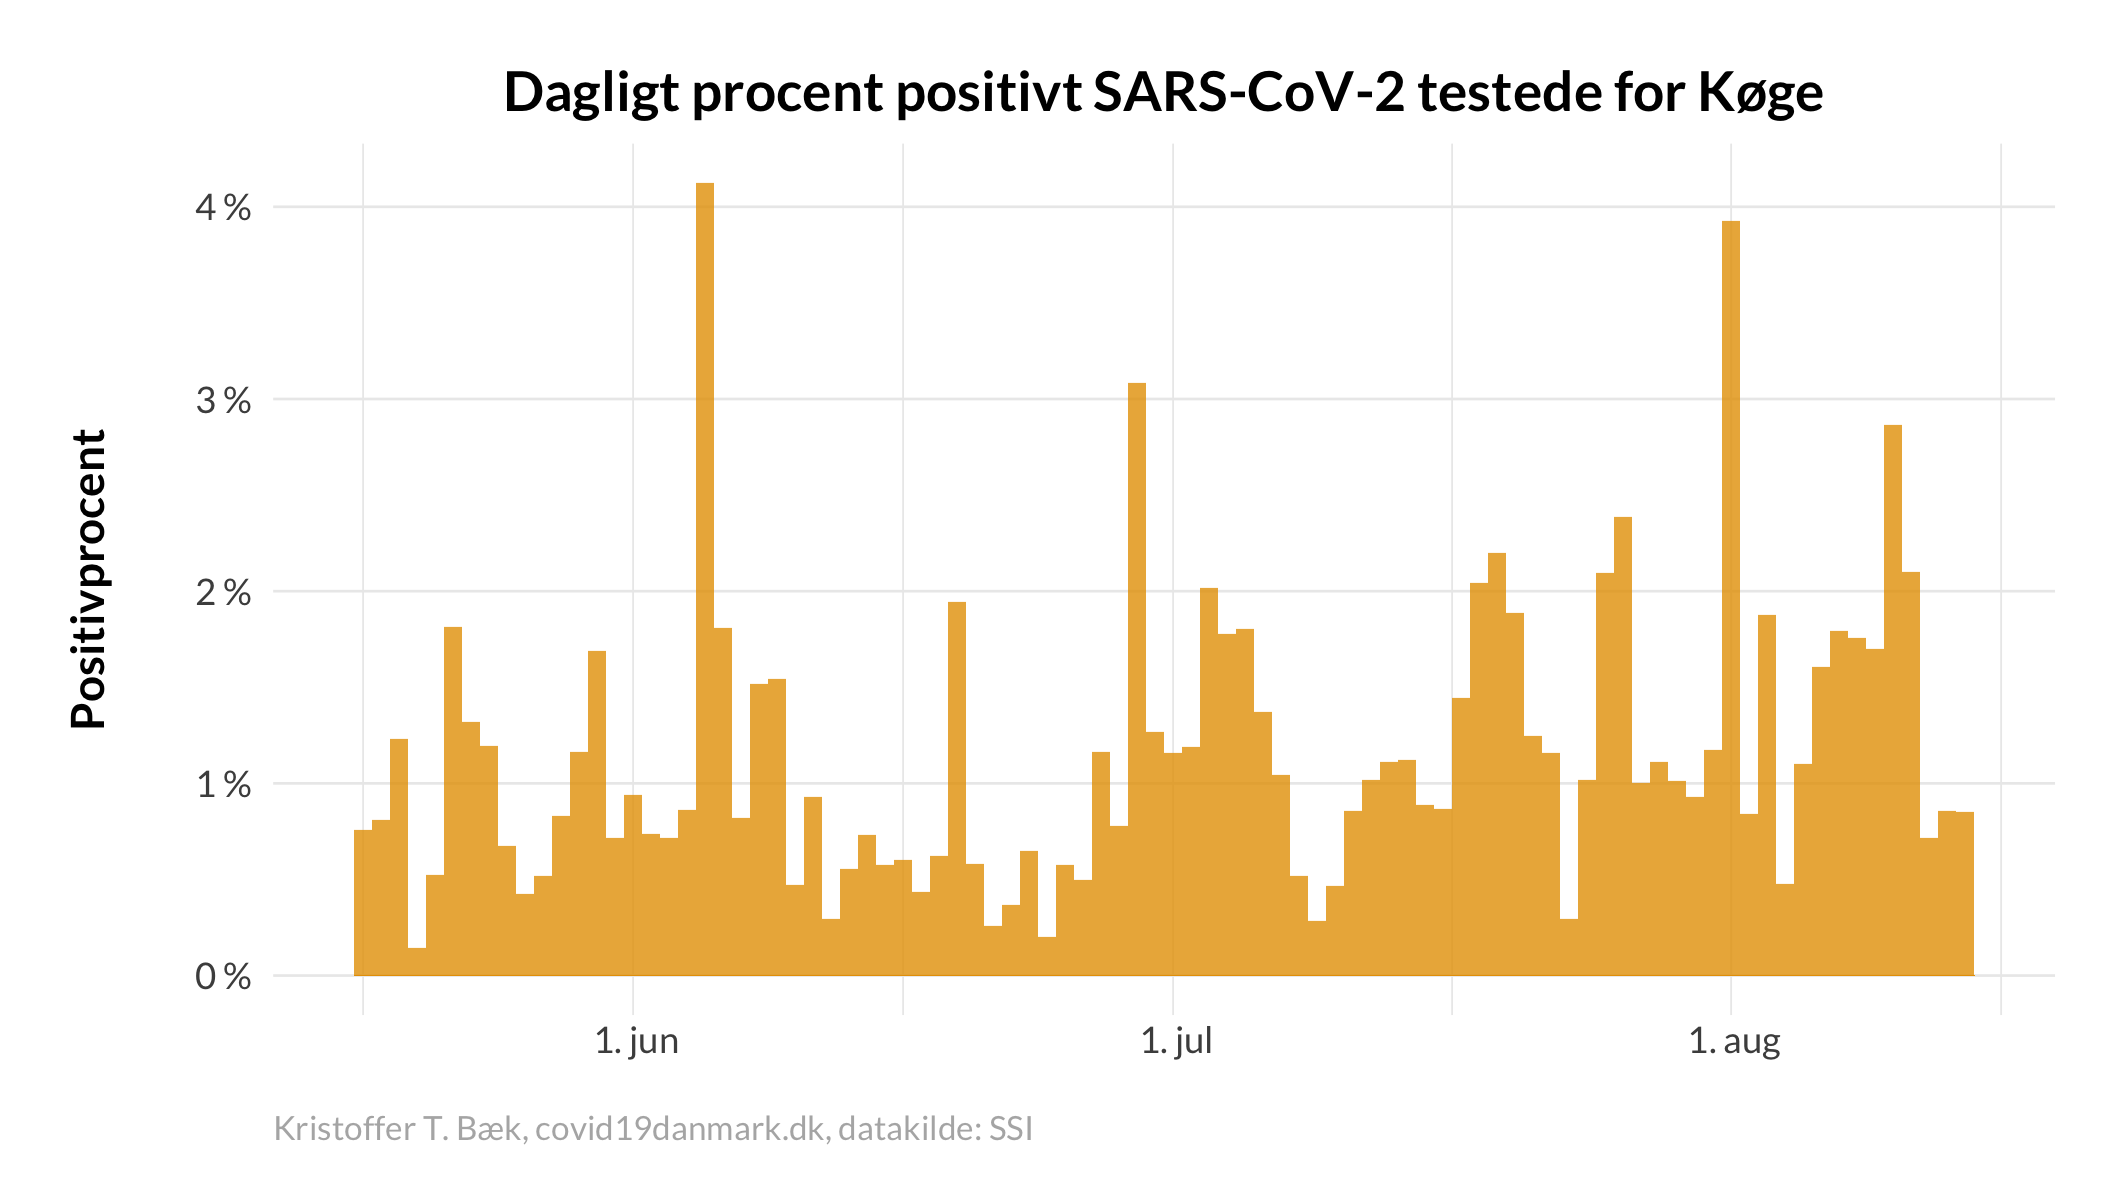 Dagligt procent positivt SARS-CoV-2 testede for Køge
Positivprocent
4 %
3 %
2 %
1 %
0 %
1. jun
1. jul
1. aug
Kristoffer T. Bæk, covid19danmark.dk, datakilde: SSI